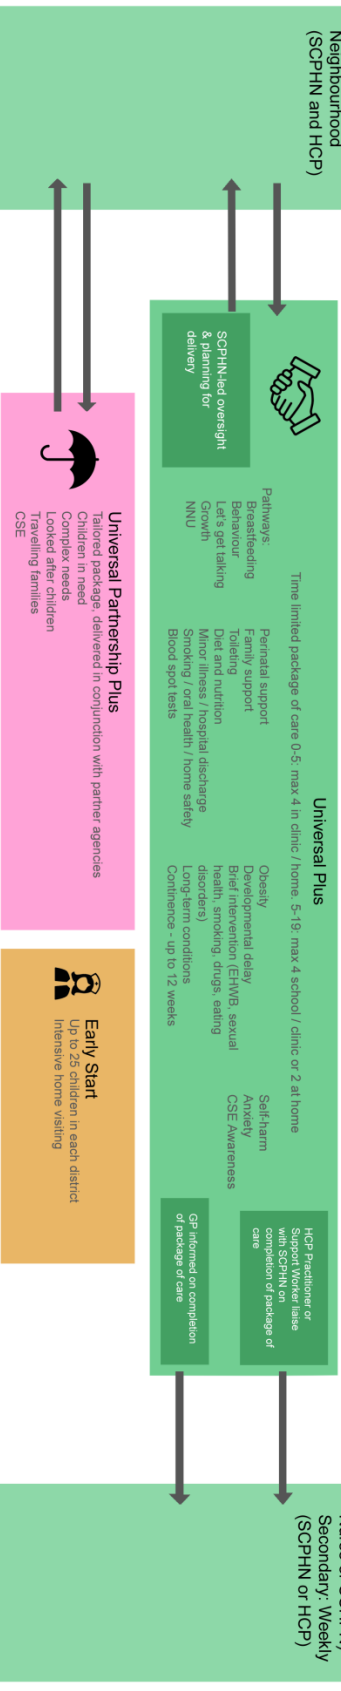 Neighbourhood
(SCPHN and HCP)
Universal Plus
Time limited package of care 0-5: max 4 in clinic / home. 5-19: max 4 school / clinic or 2 at home
SCPHN-led oversight
& planning for
delivery
Pathways:
Breastfeeding
Behaviour
Let's get talking
Growth
NNU
Perinatal support
Family support
Toileting
Diet and nutrition
Minor illness / hospital discharge
Smoking / oral health / home safety
Blood spot tests
Obesity
Developmental delay
Brief intervention (EHWB, sexual
health, smoking, drugs, eating
disorders)
Long-term conditions
Continence - up to 12 weeks
Self-harm
Anxiety
CSE Awareness
HCP Practitioner or
Support Worker liaise
with SCPHN on
completion of package of
care
GP informed on completion
of package of care
Universal Partnership Plus
Tailored package, delivered in conjunction with partner agencies
Children in need
Complex needs
Looked after children
Travelling families
CSE
Early Start
Up to 25 children in each district
Intensive home visiting
Secondary: Weekly
(SCPHN or HCP)